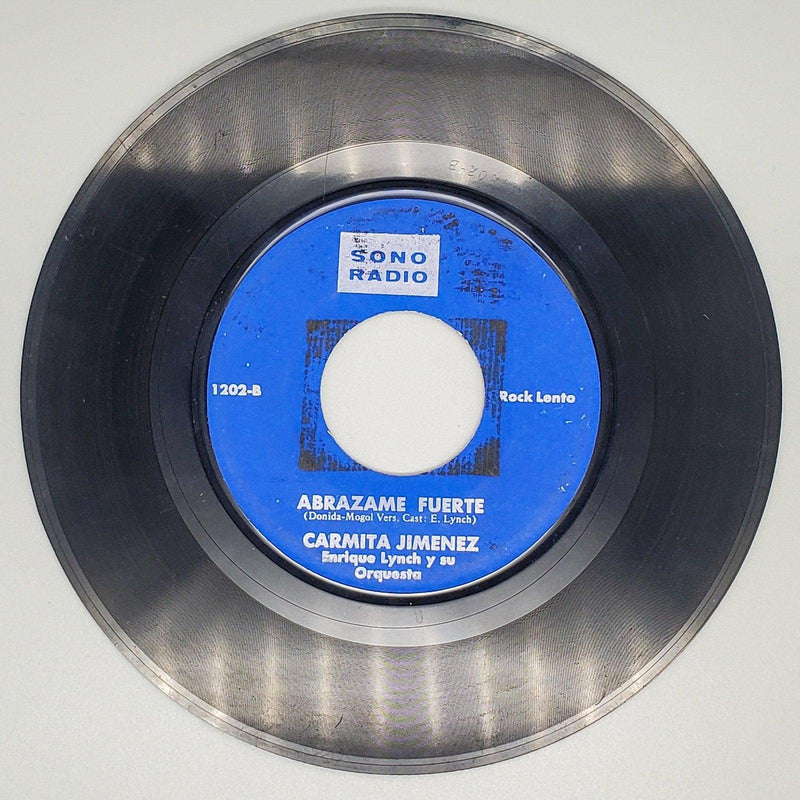 SONO
RADIO
1202-B
Rock Lento
ABRAZAME FUERTE
(Donida-Mogol Vers. Cast: E. Lynch)
CARMITA JIMENEZ
Enrique Lynch y su
Orquesta